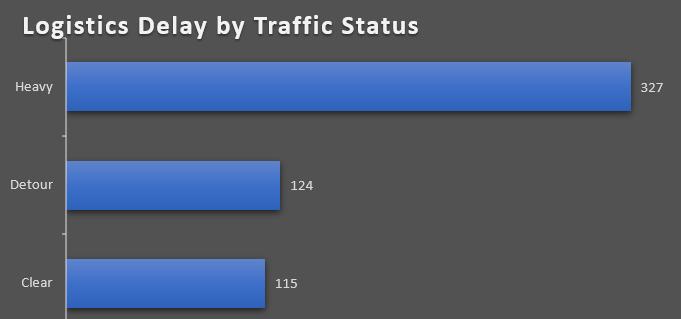 Logistics Delay by Traffic Status
Heavy 327
Detour 124
Clear 115